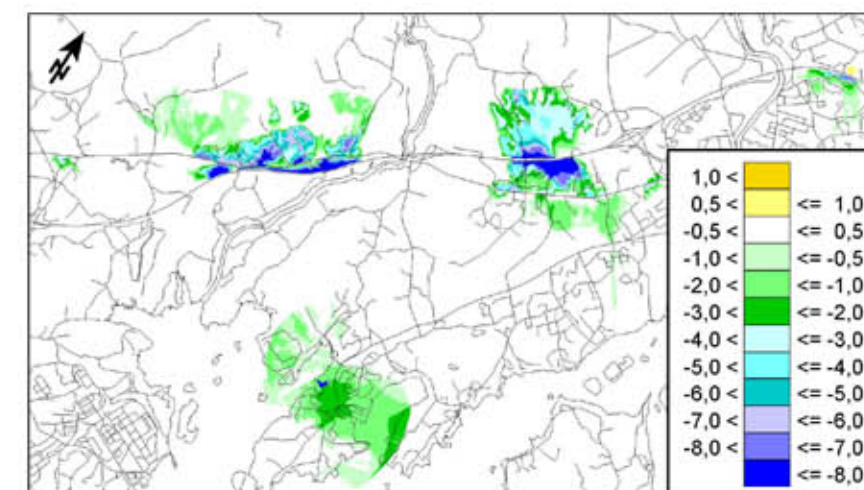 N
1,0 <
0,5 < <= 1,0
-0,5 < <= 0,5
-1,0 < <= -0,5
-2,0 < <= -1,0
-3,0 < <= -2,0
-4,0 < <= -3,0
-5,0 < <= -4,0
-6,0 < <= -5,0
-7,0 < <= -6,0
-8,0 < <= -7,0
<= -8,0